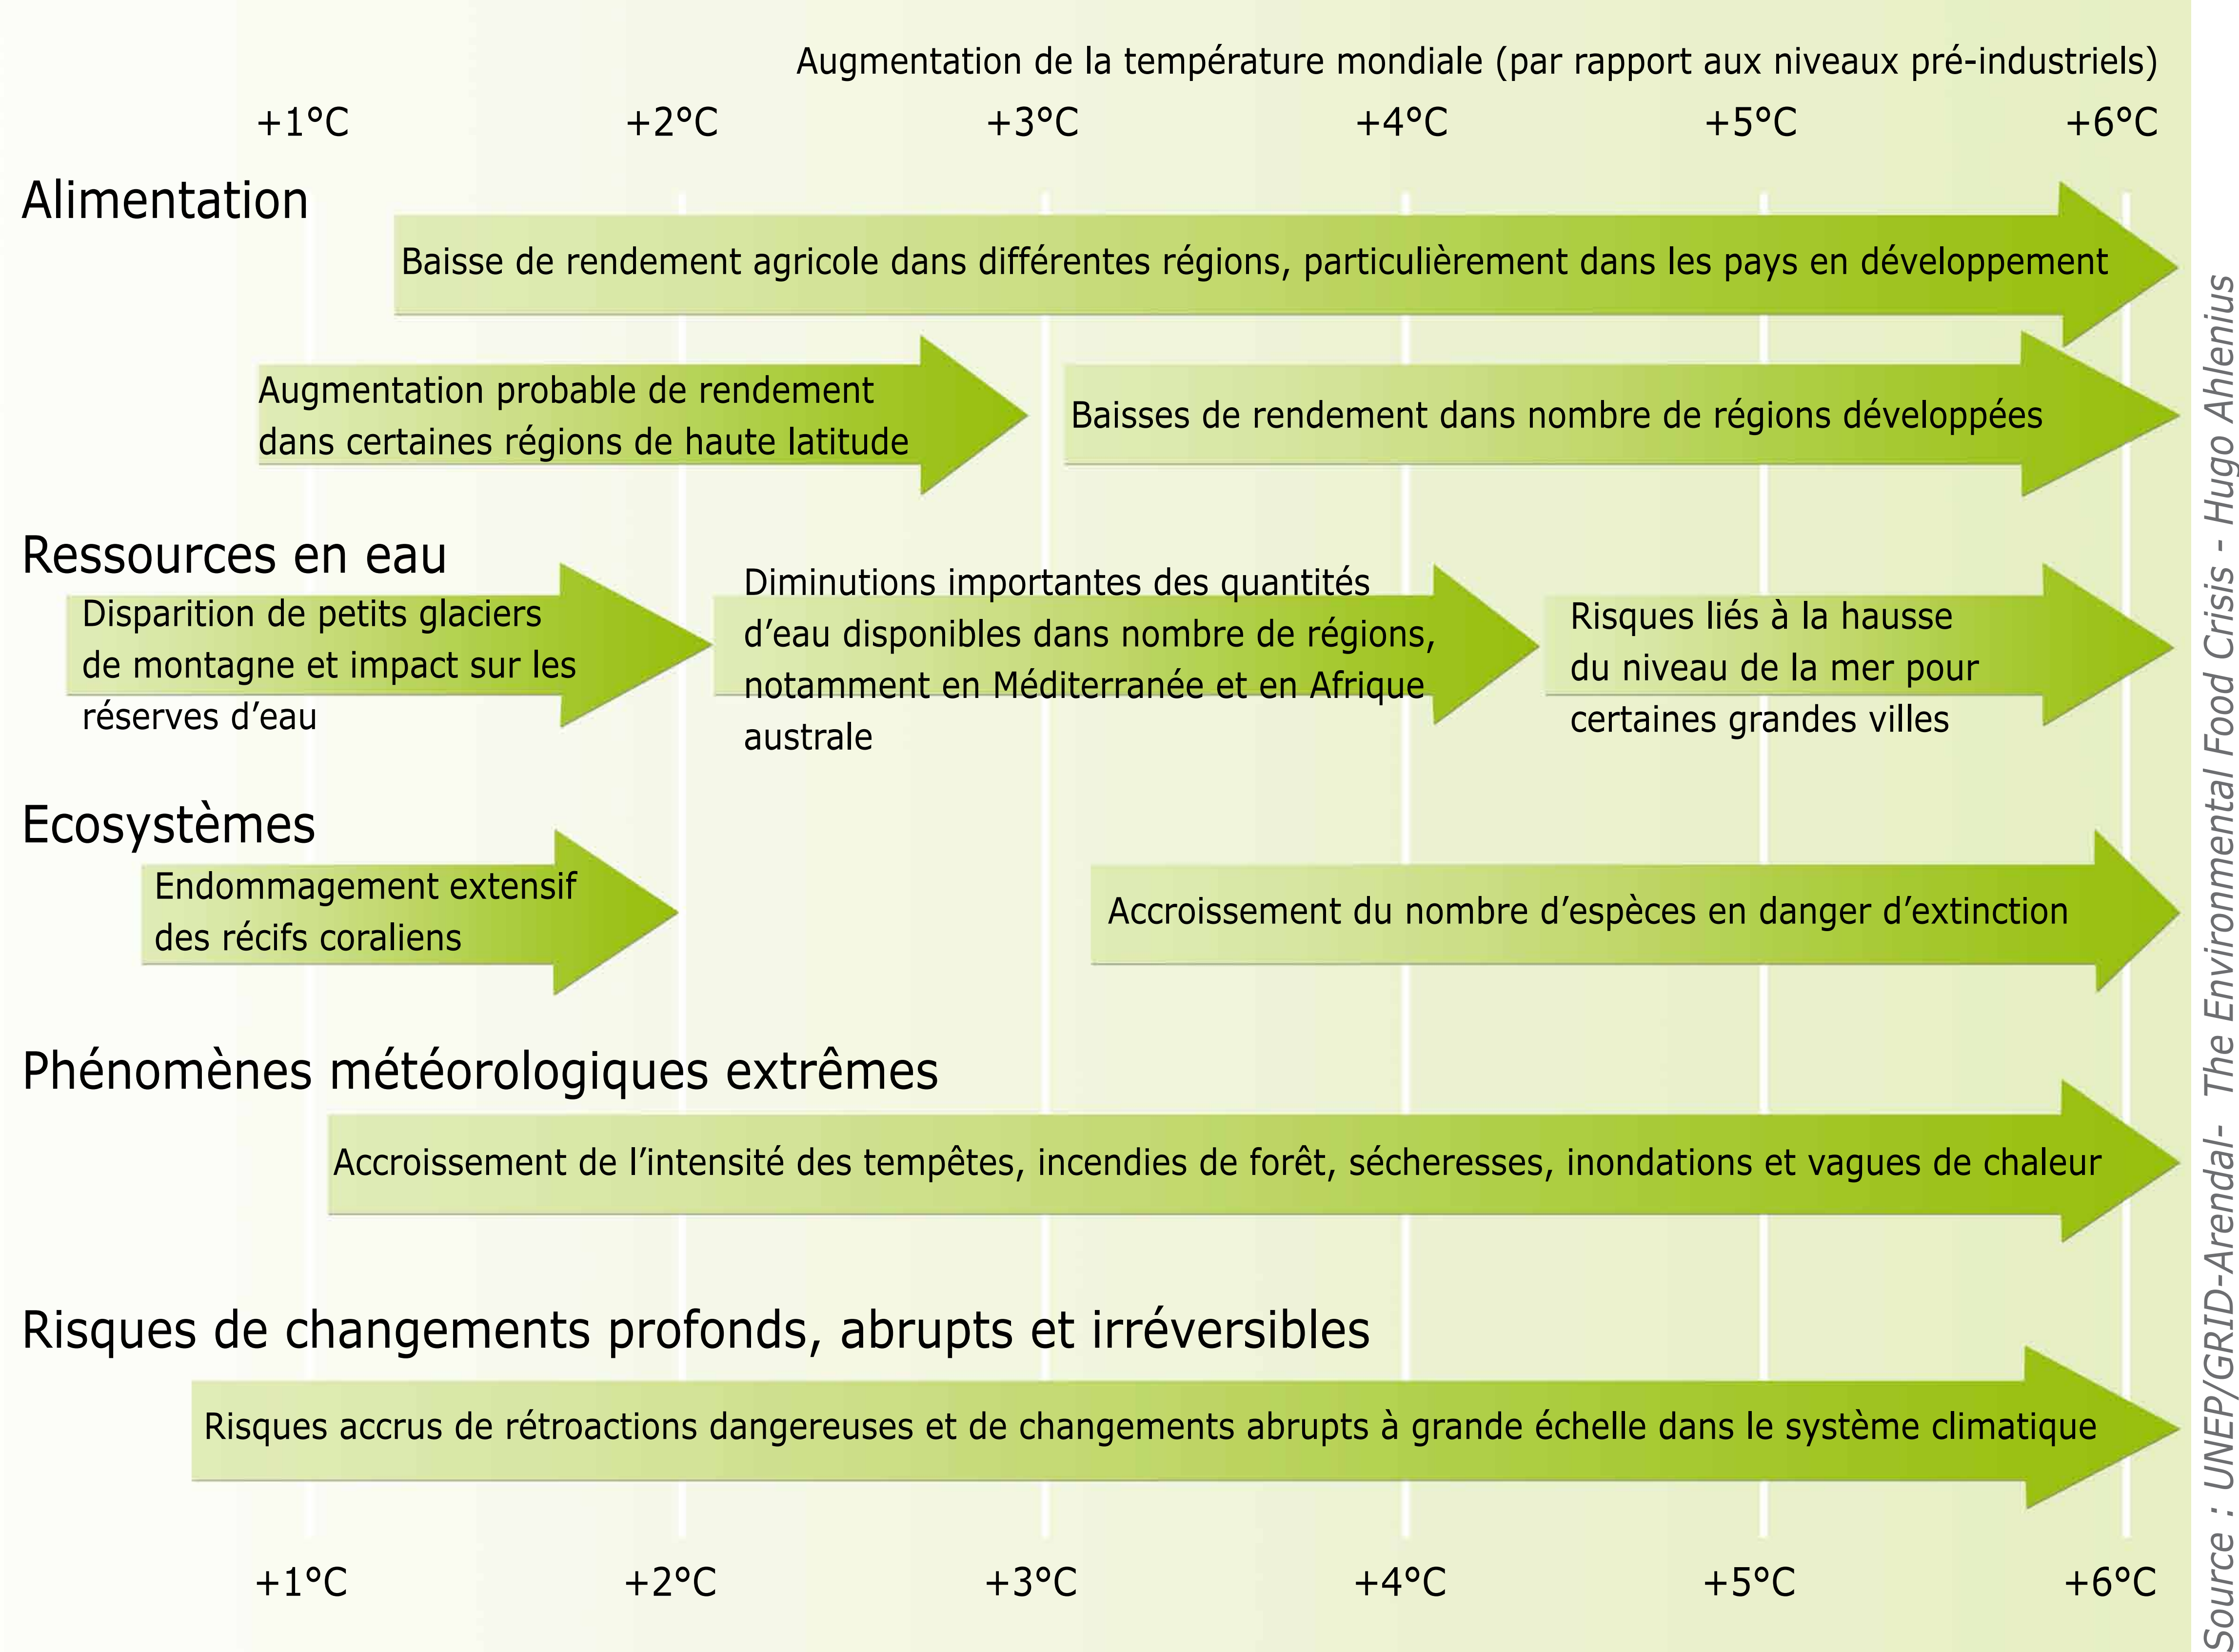 Augmentation de la température mondiale (par rapport aux niveaux pré-industriels)
+1°C +2°C +3°C +4°C +5°C +6°C
Alimentation
Baisse de rendement agricole dans différentes régions, particulièrement dans les pays en développement
Augmentation probable de rendement
dans certaines régions de haute latitude
Baisses de rendement dans nombre de régions développées
Ressources en eau
Disparition de petits glaciers
de montagne et impact sur les
réserves d’eau
Diminutions importantes des quantités
d’eau disponibles dans nombre de régions,
notamment en Méditerranée et en Afrique
australe
Risques liés à la hausse
du niveau de la mer pour
certaines grandes villes
Ecosystèmes
Endommagement extensif
des récifs coraliens
Accroissement du nombre d’espèces en danger d’extinction
Phénomènes météorologiques extrêmes
Accroissement de l’intensité des tempêtes, incendies de forêt, sécheresses, inondations et vagues de chaleur
Risques de changements profonds, abrupts et irréversibles
Risques accrus de rétroactions dangereuses et de changements abrupts à grande échelle dans le système climatique
+1°C +2°C +3°C +4°C +5°C +6°C
Source : UNEP/GRID-Arendal- The Environmental Food Crisis - Hugo Ahlenius